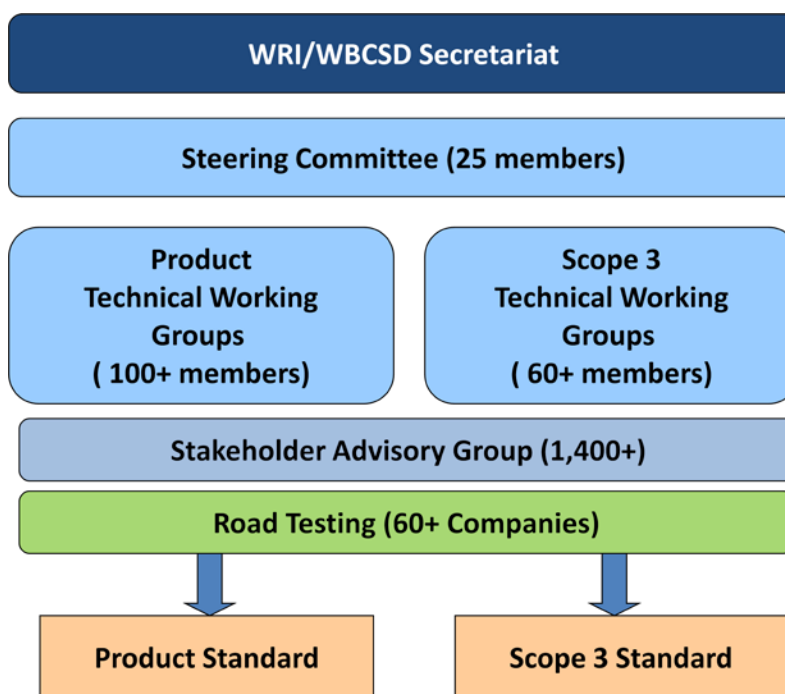 WRI/WBCSD Secretariat
Steering Committee (25 members)
Product
Technical Working
Groups
( 100+ members)
Scope 3
Technical Working
Groups
( 60+ members)
Stakeholder Advisory Group (1,400+)
Road Testing (60+ Companies)
Product Standard
Scope 3 Standard